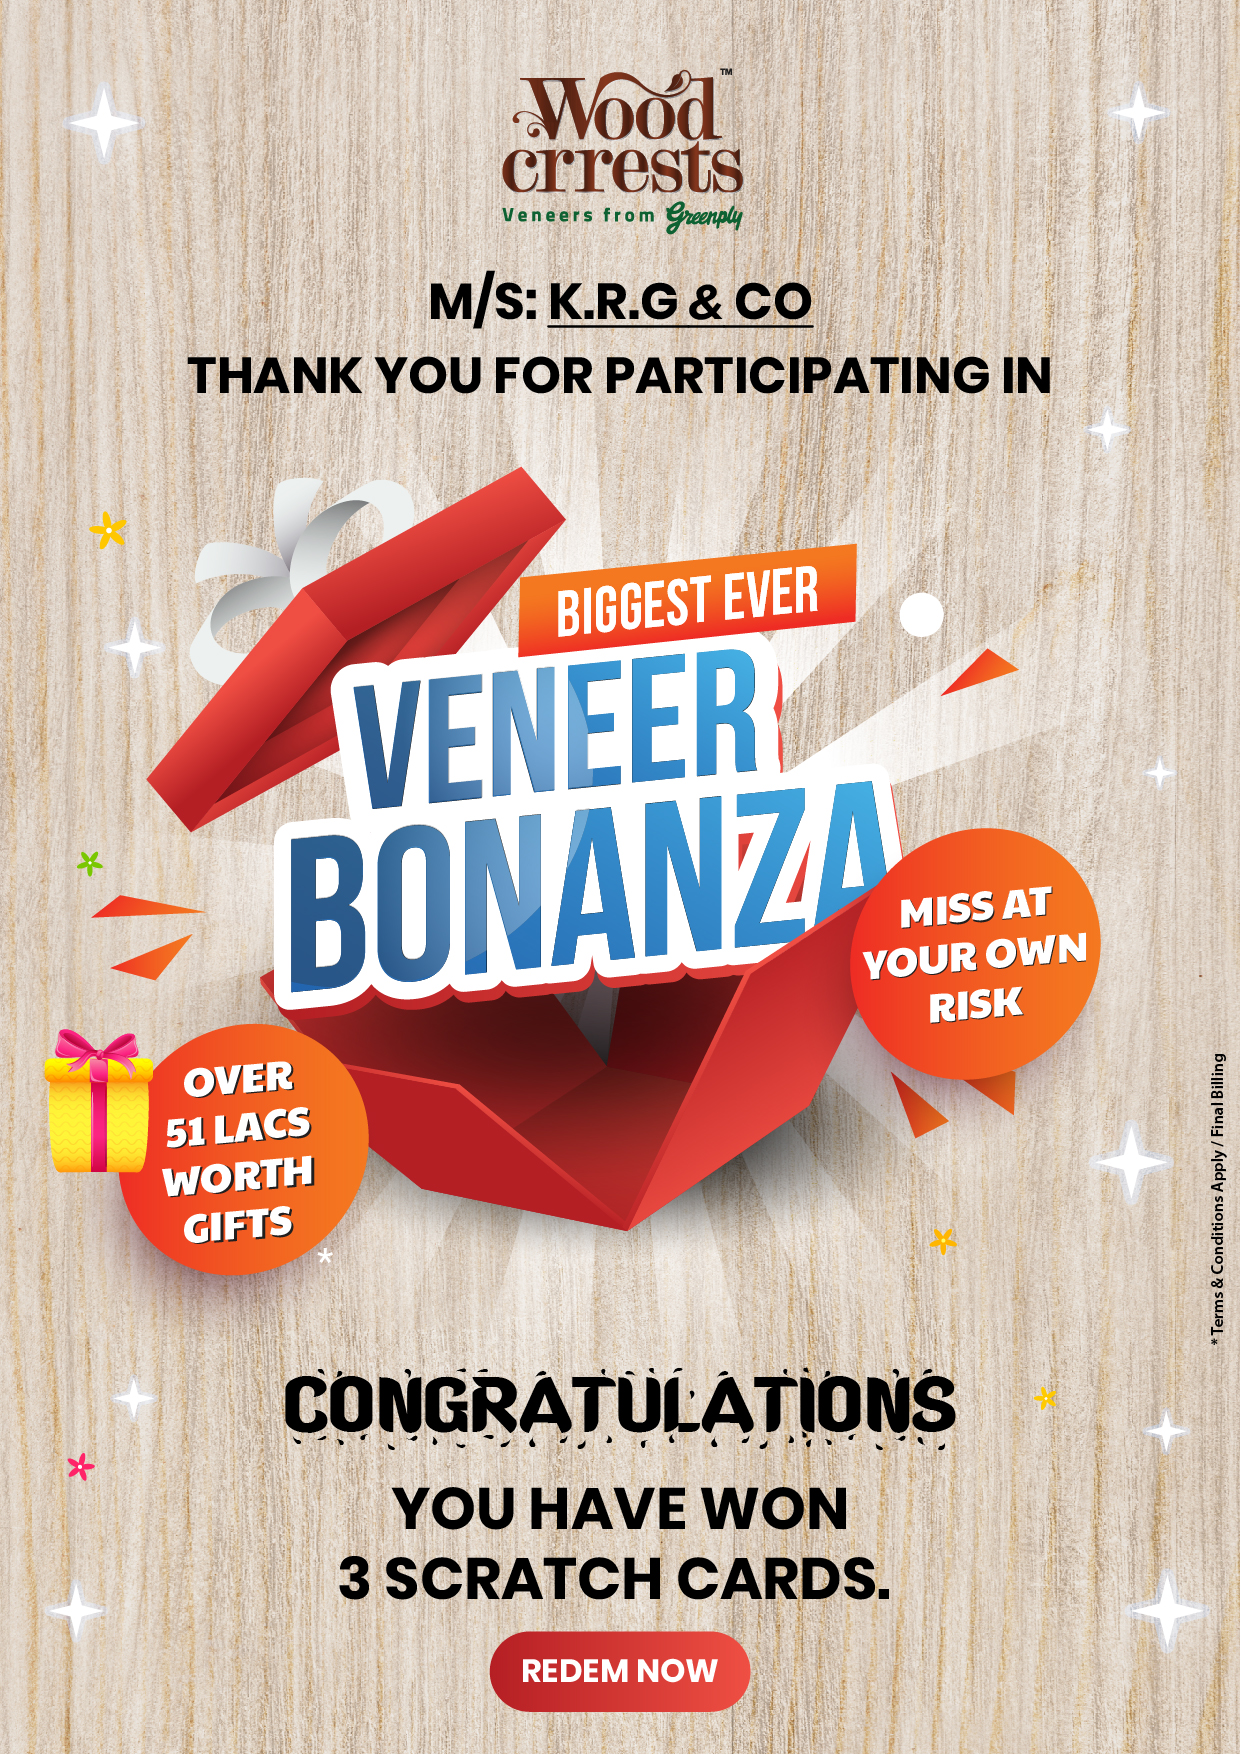 Wood™
crrests
Veneers from Greenply
M/S: K.R.G & CO
THANK YOU FOR PARTICIPATING IN
BIGGEST EVER
VENEER
BONANZA
MISS AT
YOUR OWN
RISK
OVER
51 LACS
WORTH
GIFTS
*
* Terms & Conditions Apply / Final Billing
CONGRATULATIONS
YOU HAVE WON
3 SCRATCH CARDS.
REDEM NOW